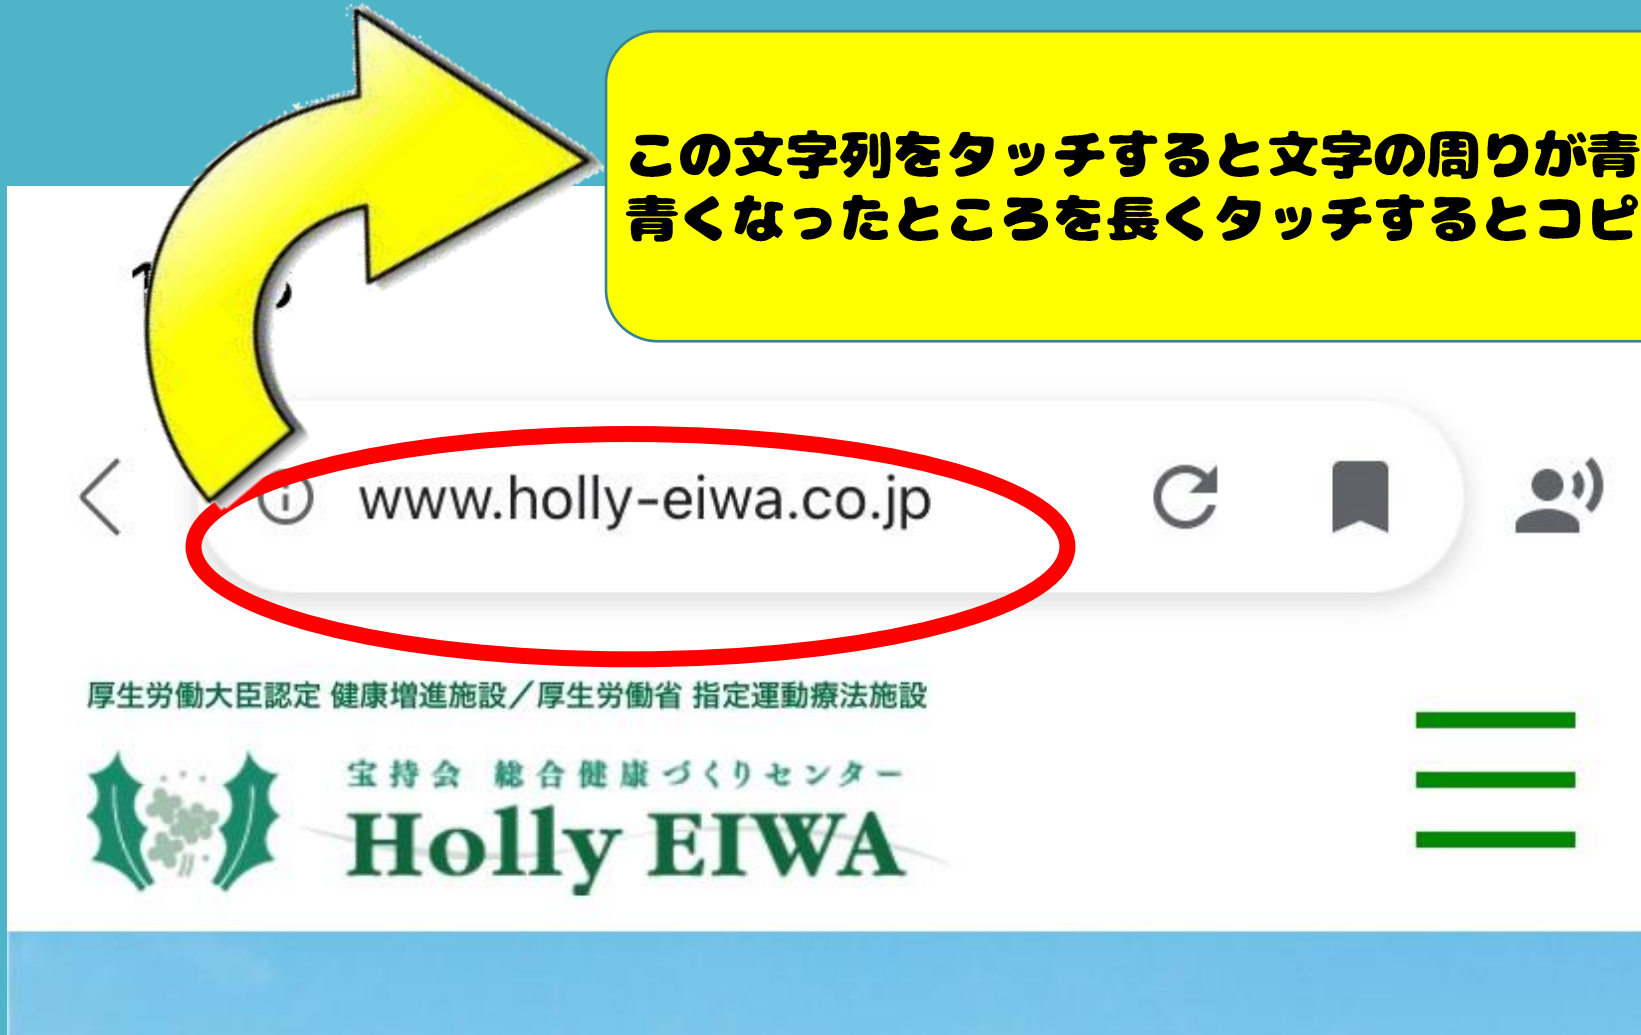 この文字列をタッチすると文字の周りが青
青くなったところを長くタッチするとコピ
www.holly-eiwa.co.jp
厚生労働大臣認定 健康増進施設／厚生労働省 指定運動療法施設
宝持会 総合健康づくりセンター
Holly EIWA